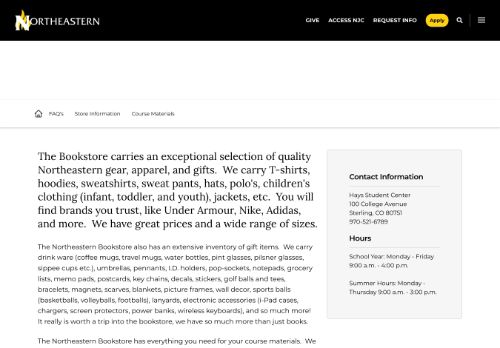 NORTHEASTERN
GIVE ACCESS NJC REQUEST INFO Apply
FAQ's Store Information Course Materials
The Bookstore carries an exceptional selection of quality
Northeastern gear, apparel, and gifts. We carry T-shirts,
hoodies, sweatshirts, sweat pants, hats, polo's, children's
clothing (infant, toddler, and youth), jackets, etc. You will
find brands you trust, like Under Armour, Nike, Adidas,
and more. We have great prices and a wide range of sizes.
The Northeastern Bookstore also has an extensive inventory of gift items. We carry
drink ware (coffee mugs, travel mugs, water bottles, pint glasses, pilsner glasses,
sippee cups etc.), umbrellas, pennants, I.D. holders, pop-sockets, notepads, grocery
lists, memo pads, postcards, key chains, decals, stickers, golf balls and tees,
bracelets, magnets, scarves, blankets, picture frames, wall decor, sports balls
(basketballs, volleyballs, footballs), lanyards, electronic accessories (i-Pad cases,
chargers, screen protectors, power banks, wireless keyboards), and so much more!
It really is worth a trip into the bookstore, we have so much more than just books.
The Northeastern Bookstore has everything you need for your course materials. We
Contact Information
Hays Student Center
100 College Avenue
Sterling, CO 80751
970-521-6789
Hours
School Year: Monday - Friday
9:00 a.m. - 4:00 p.m.
Summer Hours: Monday -
Thursday 9:00 a.m. - 3:00 p.m.